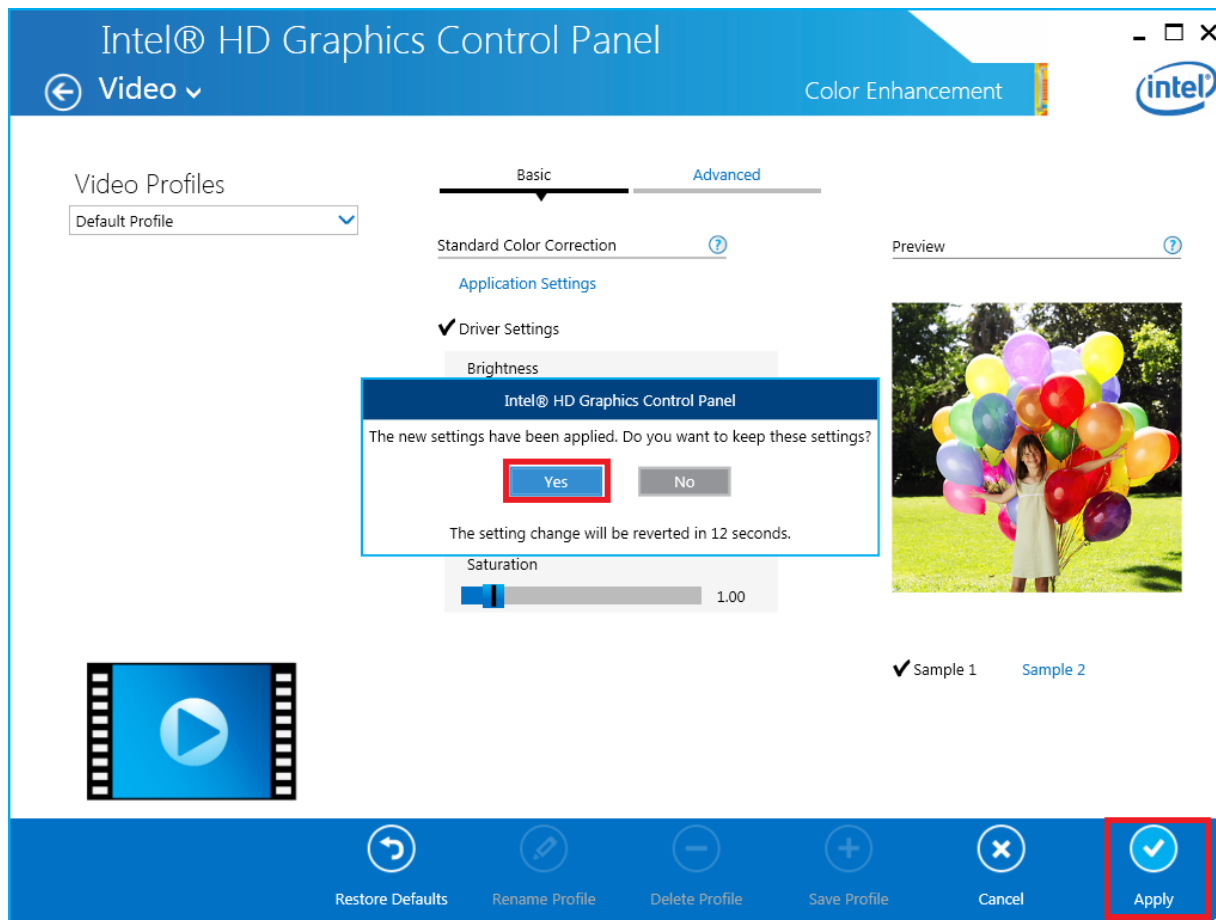 Intel® HD Graphics Control Panel
Video
Color Enhancement
intel
Video Profiles
Default Profile
Basic
Advanced
Standard Color Correction
?
Application Settings
Driver Settings
Brightness
Preview
?
Intel® HD Graphics Control Panel
The new settings have been applied. Do you want to keep these settings?
Yes
No
The setting change will be reverted in 12 seconds.
Saturation
1.00
Sample 1
Sample 2
Restore Defaults
Rename Profile
Delete Profile
Save Profile
Cancel
Apply